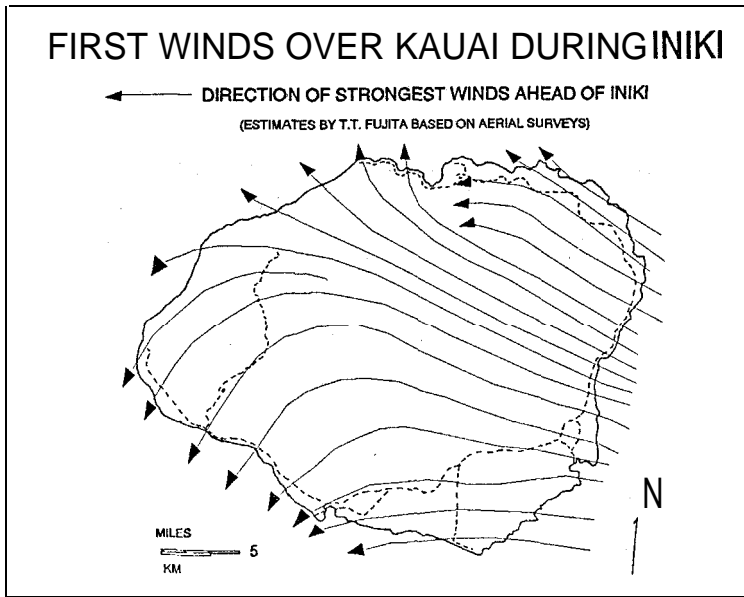 FIRST WINDS OVER KAUAI DURING INIKI
DIRECTION OF STRONGEST WINDS AHEAD OF INIKI
(ESTIMATES BY T.T. FUJITA BASED ON AERIAL SURVEYS)
N
MILES
5
KM